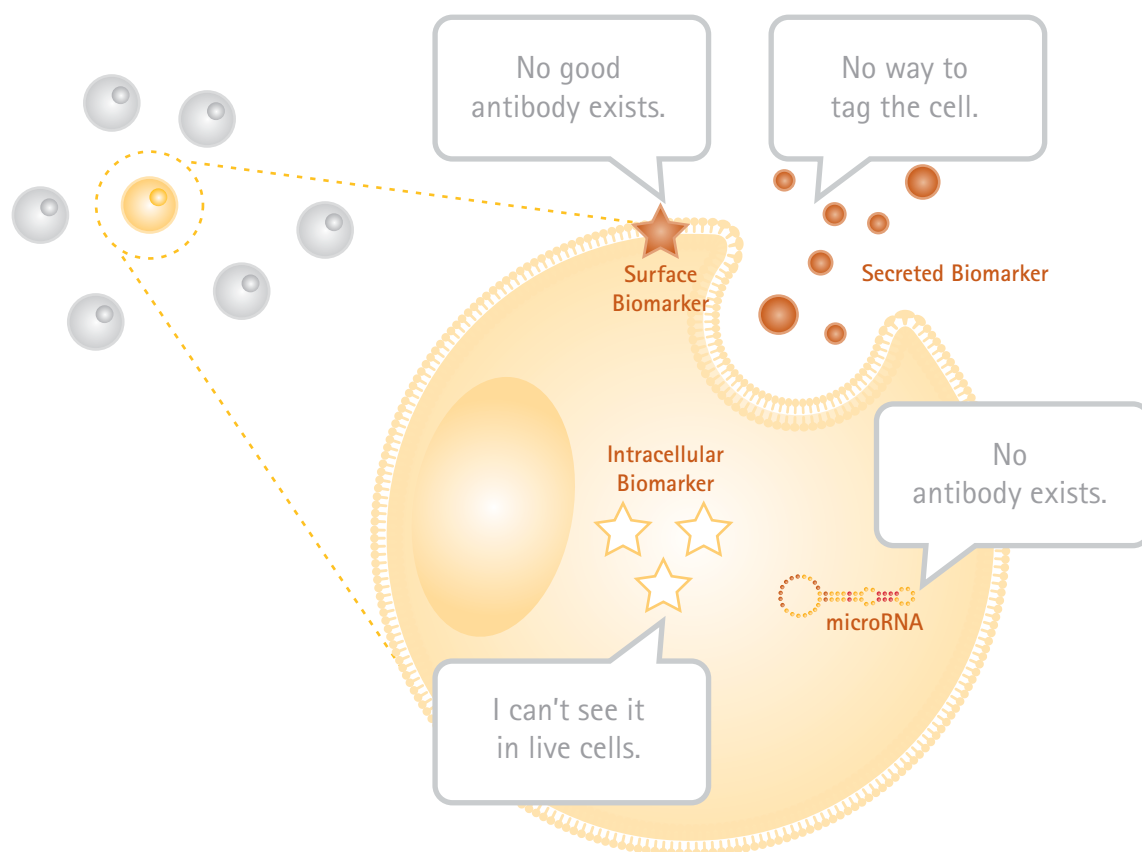 No good
antibody exists.
No way to
tag the cell.
Surface
Biomarker
Secreted Biomarker
Intracellular
Biomarker
No
antibody exists.
microRNA
I can't see it
in live cells.